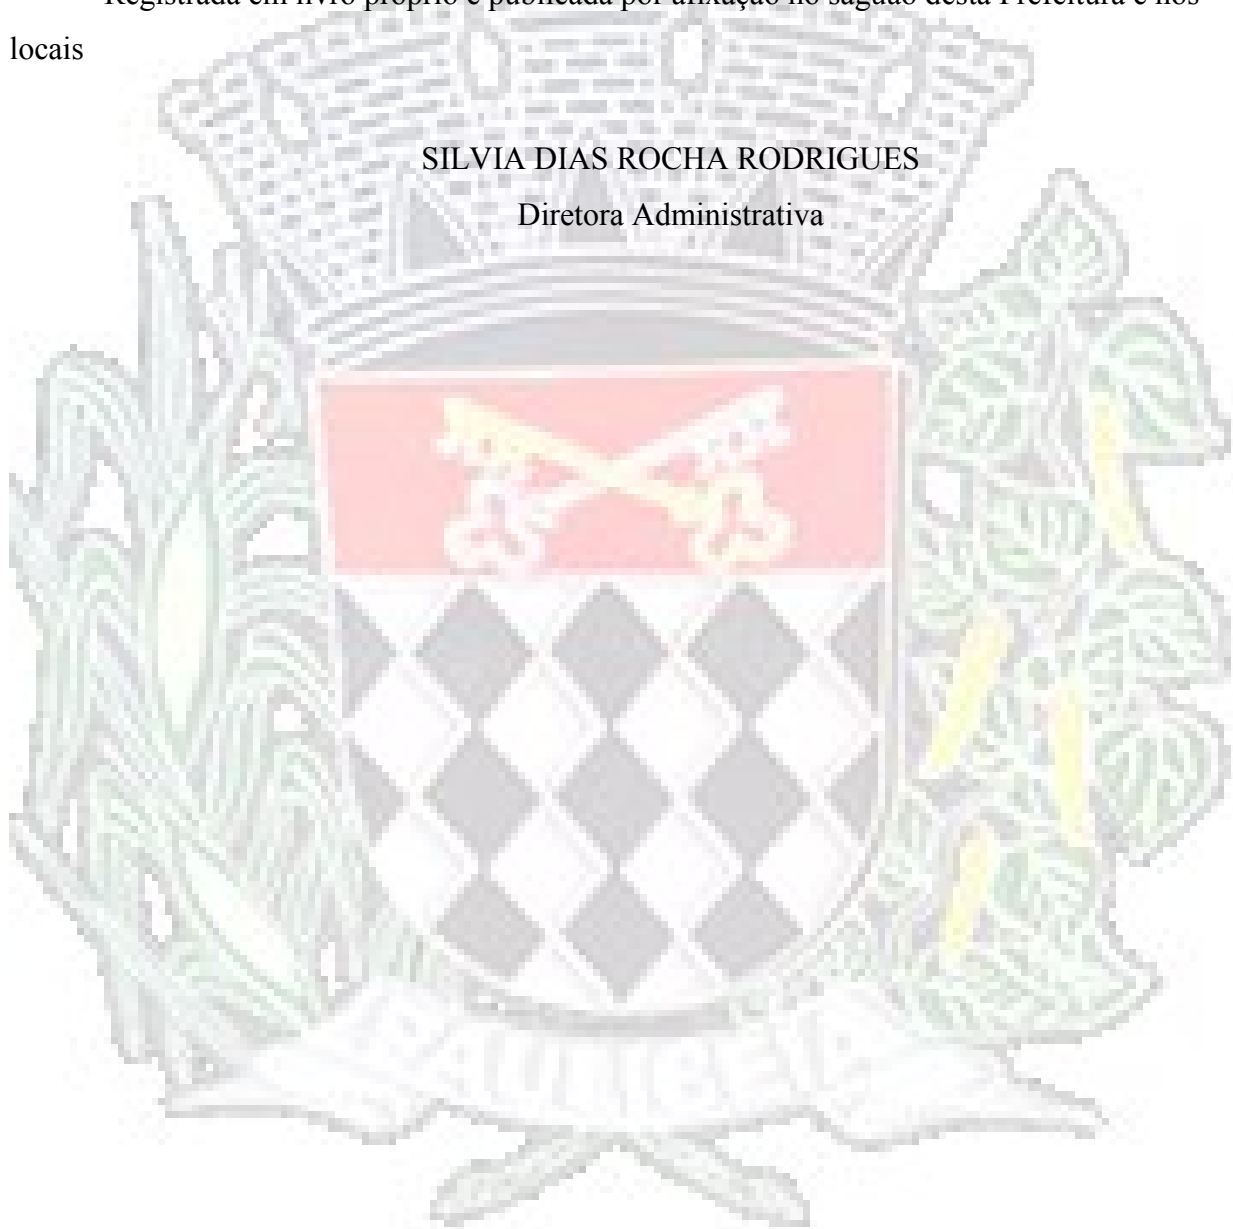 Registrada em livro próprio e publicada por afixação no saguão desta Prefeitura e nos
locais
SILVIA DIAS ROCHA RODRIGUES
Diretora Administrativa